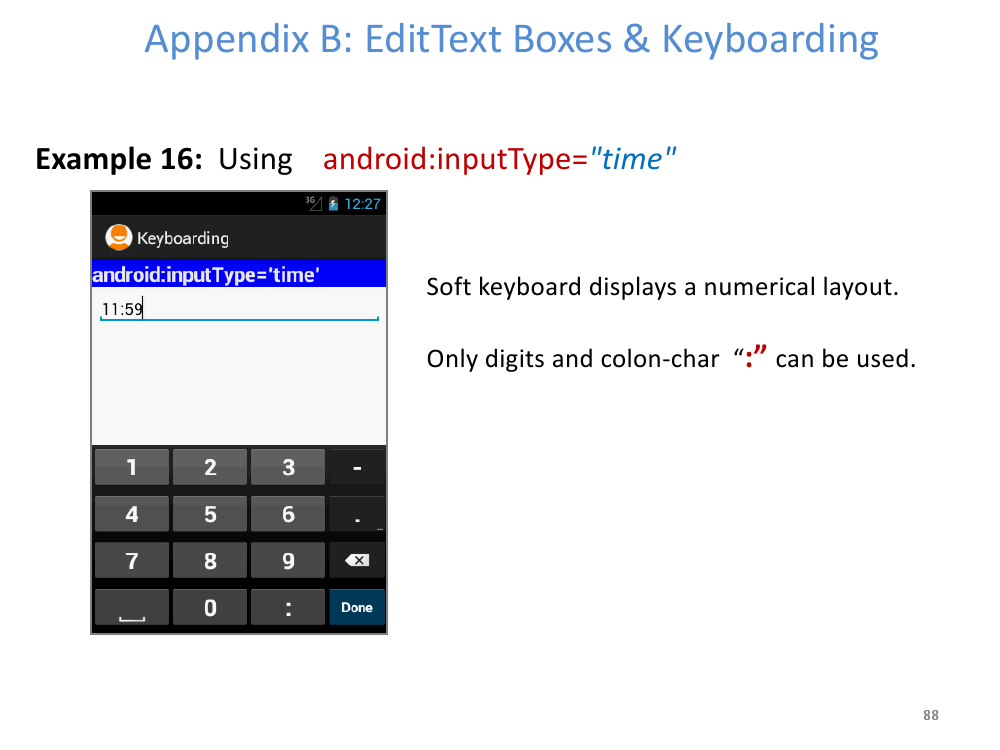 Appendix B: EditText Boxes & Keyboarding
Example 16: Using android:inputType="time"
3G 12:27
Keyboarding
android:inputType='time'
11:59
Soft keyboard displays a numerical layout.
Only digits and colon-char “:” can be used.
1 2 3 -
4 5 6 .
7 8 9
0 : Done
88